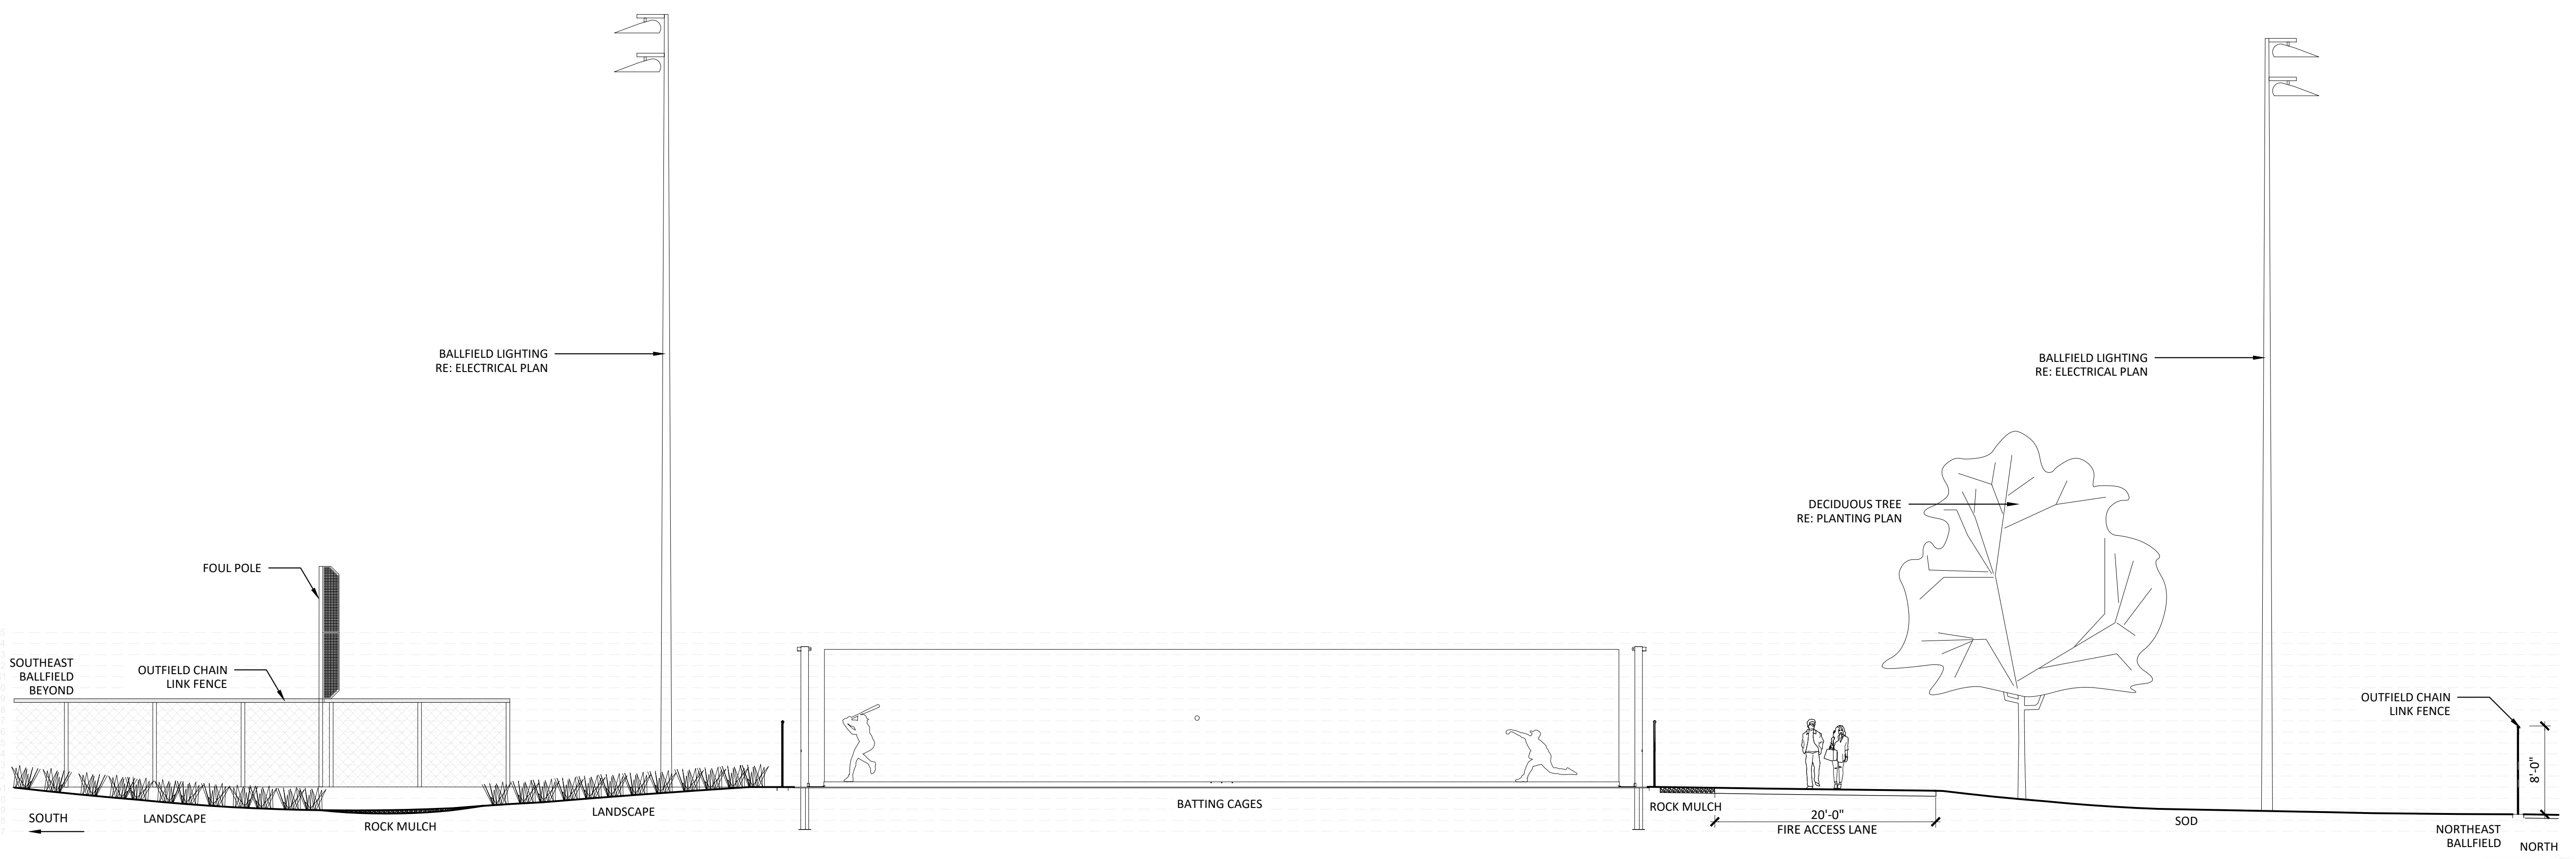 BALLFIELD LIGHTING
RE: ELECTRICAL PLAN
BALLFIELD LIGHTING
RE: ELECTRICAL PLAN
DECIDUOUS TREE
RE: PLANTING PLAN
FOUL POLE
SOUTHEAST
BALLFIELD
BEYOND
OUTFIELD CHAIN
LINK FENCE
OUTFIELD CHAIN
LINK FENCE
8'-0"
SOUTH
LANDSCAPE
ROCK MULCH
LANDSCAPE
BATTING CAGES
ROCK MULCH
20'-0"
FIRE ACCESS LANE
SOD
NORTHEAST
BALLFIELD
NORTH